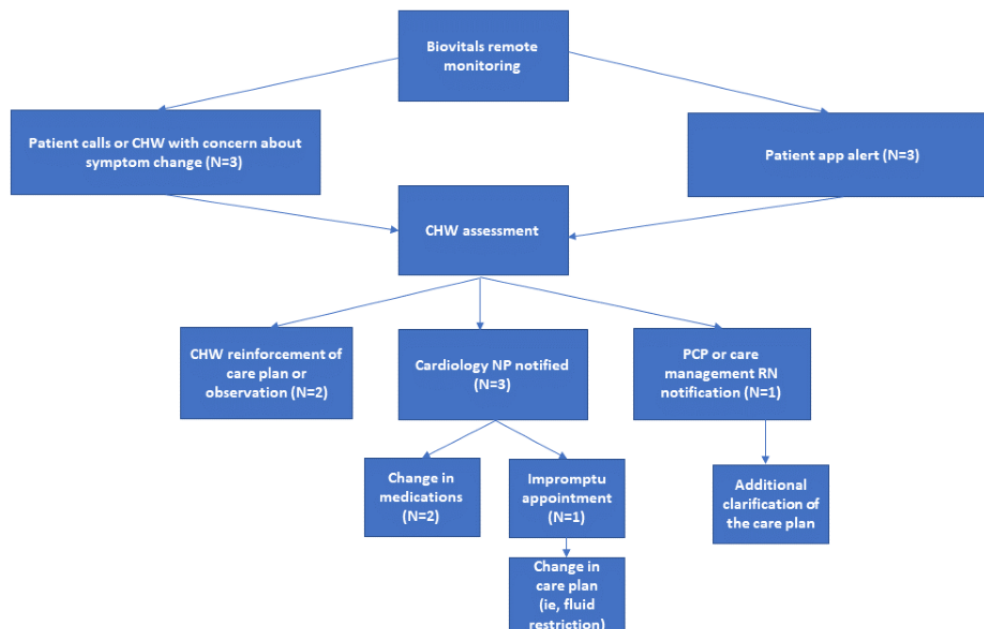 Biovitals remote
monitoring
Patient calls or CHW with concern about
symptom change (N=3)
Patient app alert (N=3)
CHW assessment
CHW reinforcement of
care plan or
observation (N=2)
Cardiology NP notified
(N=3)
PCP or care
management RN
notification (N=1)
Change in
medications
(N=2)
Impromptu
appointment
(N=1)
Additional
clarification of
the care plan
Change in
care plan
(ie, fluid
restriction)